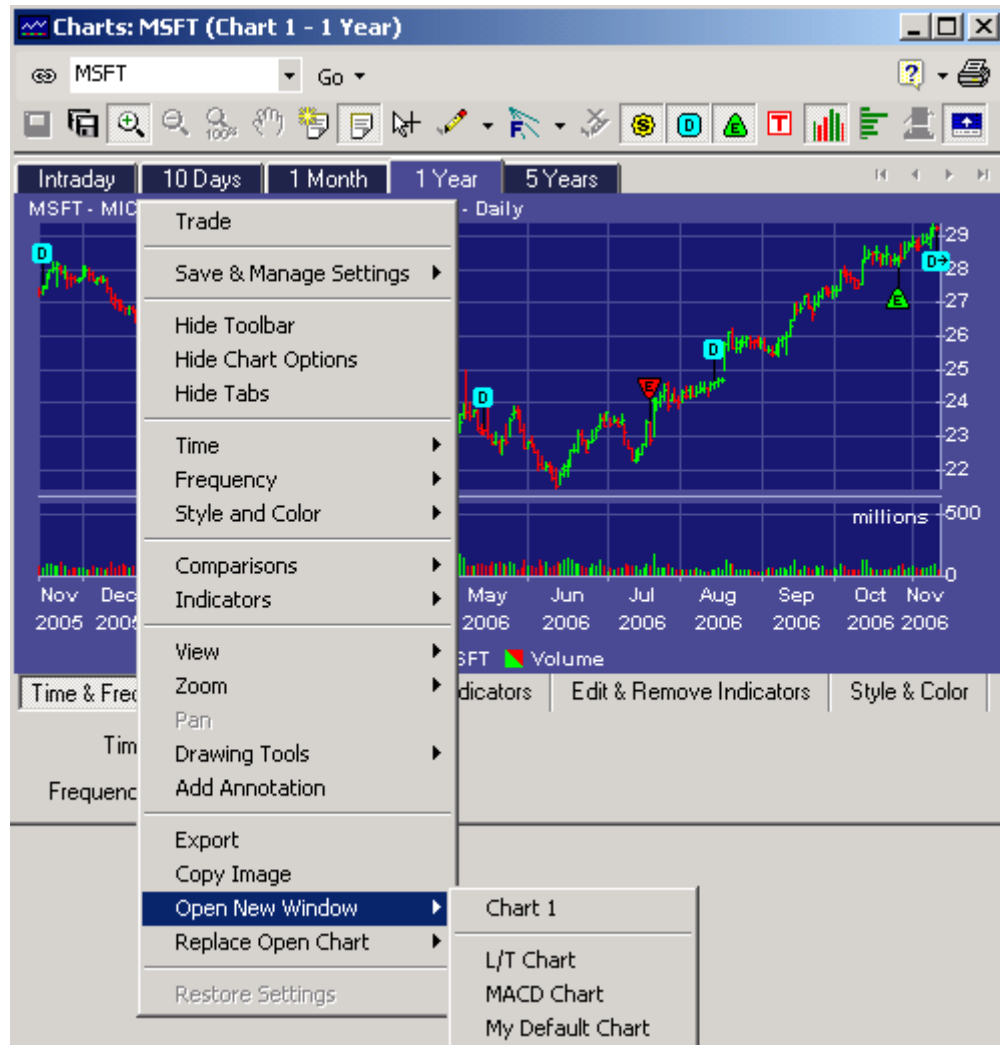 Charts: MSFT (Chart 1 - 1 Year)
MSFT Go
100%
Intraday 10 Days 1 Month 1 Year 5 Years
MSFT - MIC - Daily
Trade
Save & Manage Settings
Hide Toolbar
Hide Chart Options
Hide Tabs
Time
Frequency
Style and Color
Comparisons
Indicators
View
Zoom
Pan
Drawing Tools
Add Annotation
Export
Copy Image
Open New Window
Replace Open Chart
Restore Settings
Chart 1
L/T Chart
MACD Chart
My Default Chart
D
D
E
D
E
D
29
28
27
26
25
24
23
22
millions 500
0
Nov Dec May Jun Jul Aug Sep Oct Nov
2005 2005 2006 2006 2006 2006 2006 2006 2006
SFT Volume
Time & Fre dicators Edit & Remove Indicators Style & Color
Tim
Frequenc